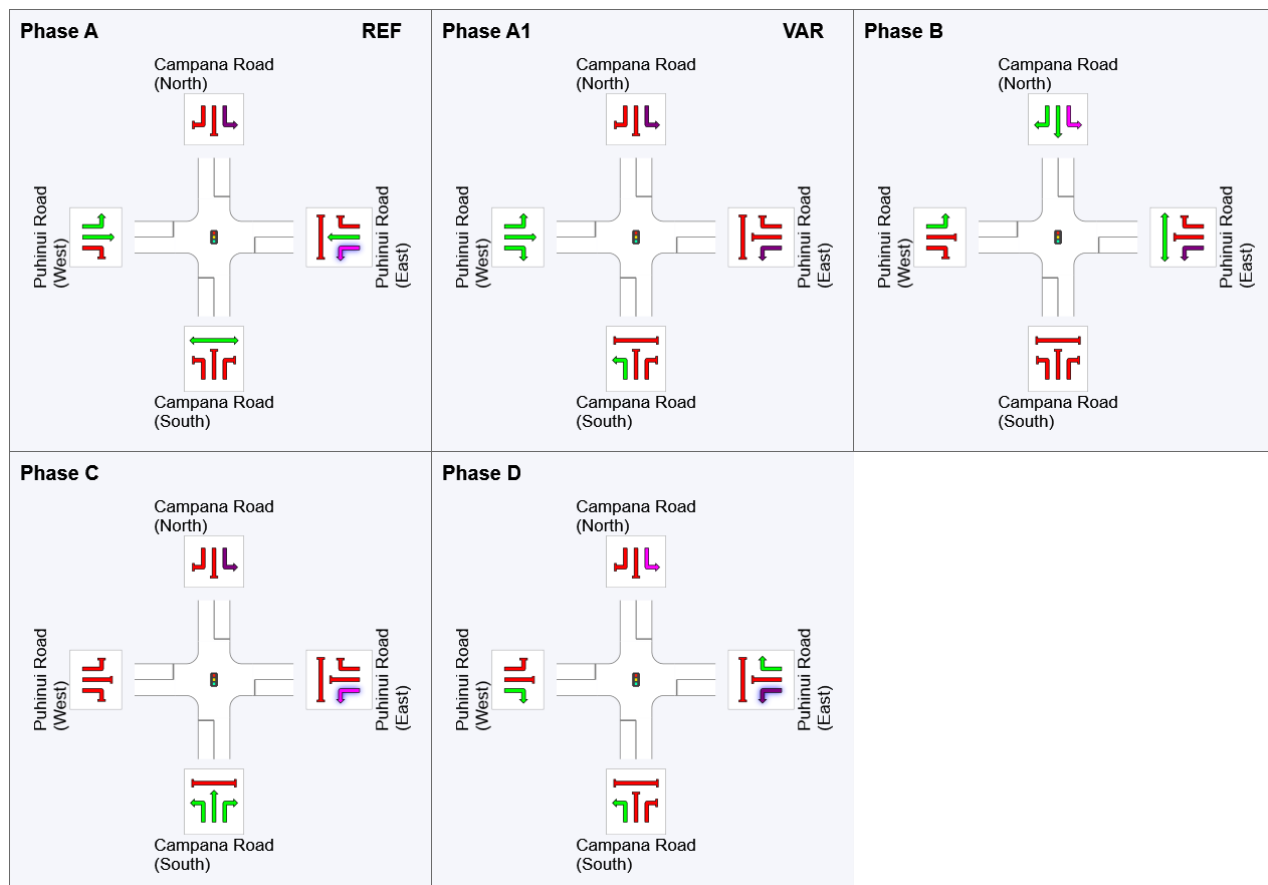 Phase A REF
Campana Road
(North)
Puhinui Road
(West)
Puhinui Road
(East)
Campana Road
(South)
Phase A1 VAR
Campana Road
(North)
Puhinui Road
(West)
Puhinui Road
(East)
Campana Road
(South)
Phase B
Campana Road
(North)
Puhinui Road
(West)
Puhinui Road
(East)
Campana Road
(South)
Phase C
Campana Road
(North)
Puhinui Road
(West)
Puhinui Road
(East)
Campana Road
(South)
Phase D
Campana Road
(North)
Puhinui Road
(West)
Puhinui Road
(East)
Campana Road
(South)